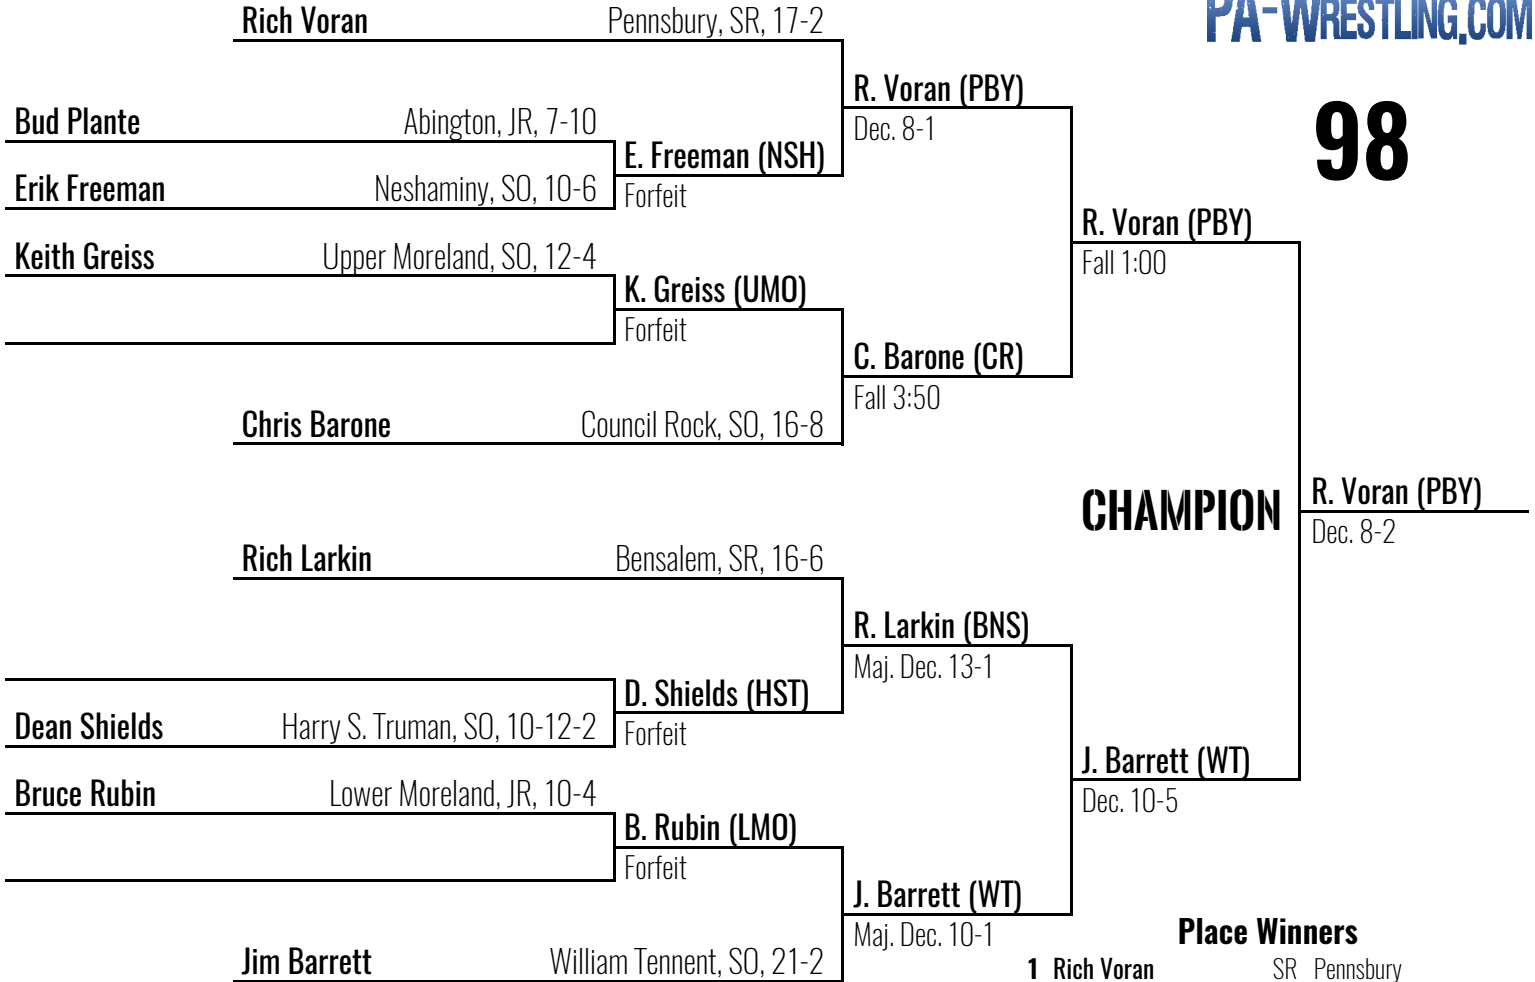 PA-WRESTLING.COM
98
Rich Voran Pennsbury, SR, 17-2
Bud Plante Abington, JR, 7-10
Erik Freeman Neshaminy, SO, 10-6
Keith Greiss Upper Moreland, SO, 12-4
Chris Barone Council Rock, SO, 16-8
Rich Larkin Bensalem, SR, 16-6
Dean Shields Harry S. Truman, SO, 10-12-2
Bruce Rubin Lower Moreland, JR, 10-4
Jim Barrett William Tennent, SO, 21-2
E. Freeman (NSH)
Forfeit
K. Greiss (UMO)
Forfeit
D. Shields (HST)
Forfeit
B. Rubin (LMO)
Forfeit
R. Voran (PBY)
Dec. 8-1
C. Barone (CR)
Fall 3:50
R. Larkin (BNS)
Maj. Dec. 13-1
J. Barrett (WT)
Maj. Dec. 10-1
R. Voran (PBY)
Fall 1:00
J. Barrett (WT)
Dec. 10-5
CHAMPION
R. Voran (PBY)
Dec. 8-2
Place Winners
1 Rich Voran SR Pennsbury